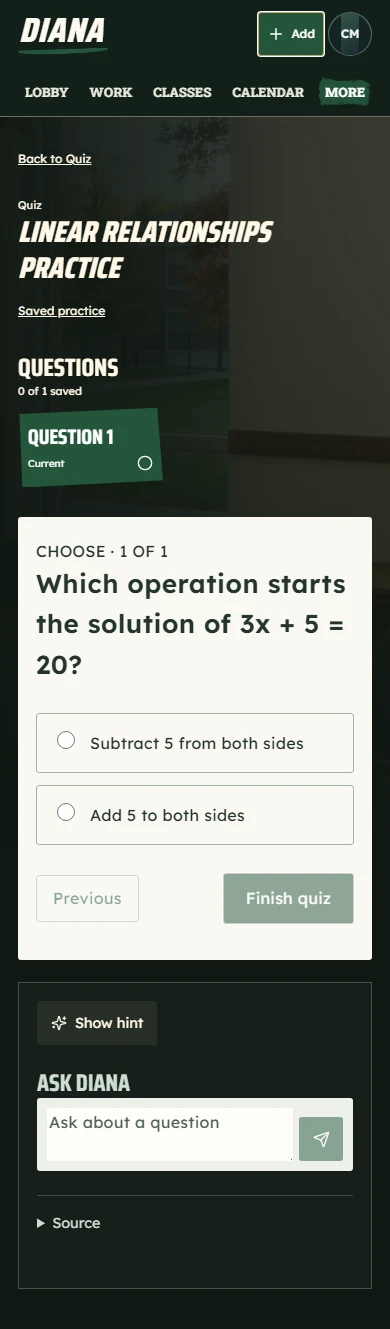 DIANA
+ Add
CM
LOBBY WORK CLASSES CALENDAR MORE
Back to Quiz
Quiz
LINEAR RELATIONSHIPS
PRACTICE
Saved practice
QUESTIONS
0 of 1 saved
QUESTION 1
Current
CHOOSE · 1 OF 1
Which operation starts
the solution of 3x + 5 =
20?
Subtract 5 from both sides
Add 5 to both sides
Previous
Finish quiz
Show hint
ASK DIANA
Ask about a question
Source